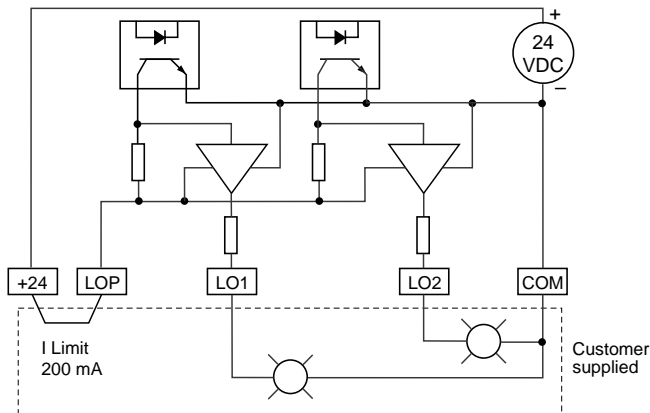 +
24
VDC
–
+24
LOP
LO1
LO2
COM
I Limit
200 mA
Customer
supplied